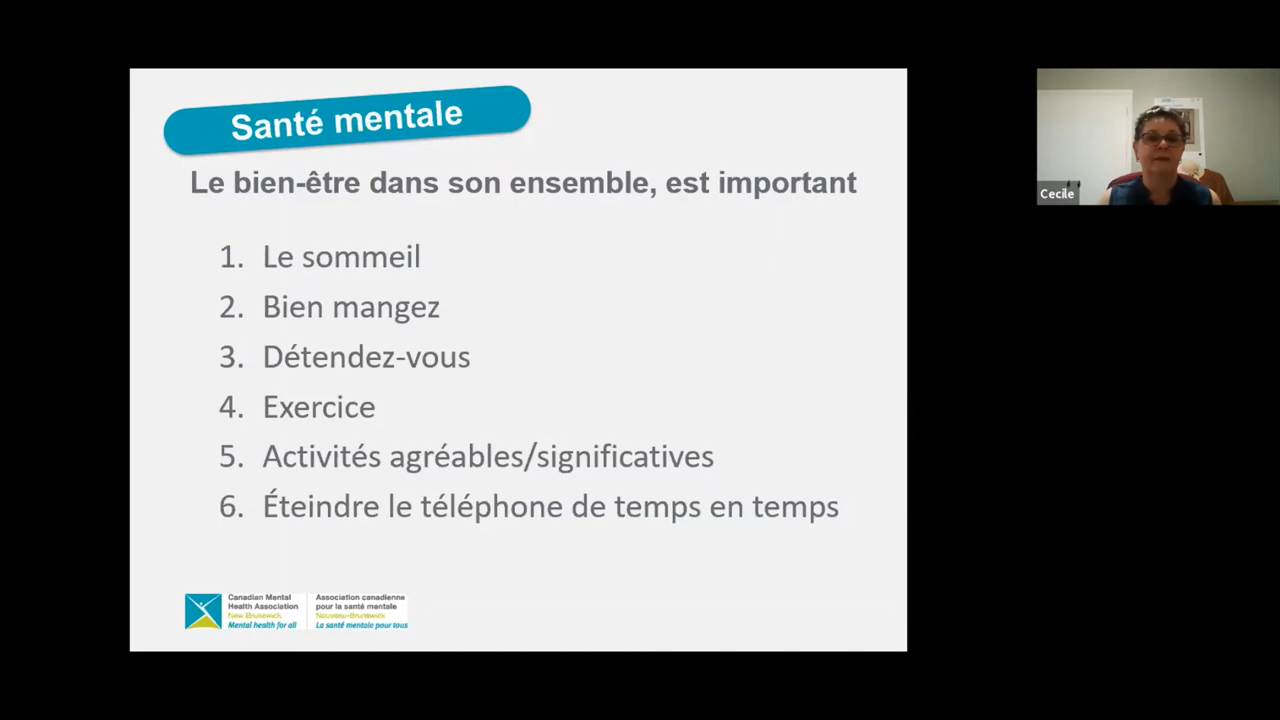 Santé mentale
Le bien-être dans son ensemble, est important
1. Le sommeil
2. Bien mangez
3. Détendez-vous
4. Exercice
5. Activités agréables/significatives
6. Éteindre le téléphone de temps en temps
Canadian Mental
Health Association
New Brunswick
Mental health for all
Association canadienne
pour la santé mentale
Nouveau-Brunswick
La santé mentale pour tous
Cecile